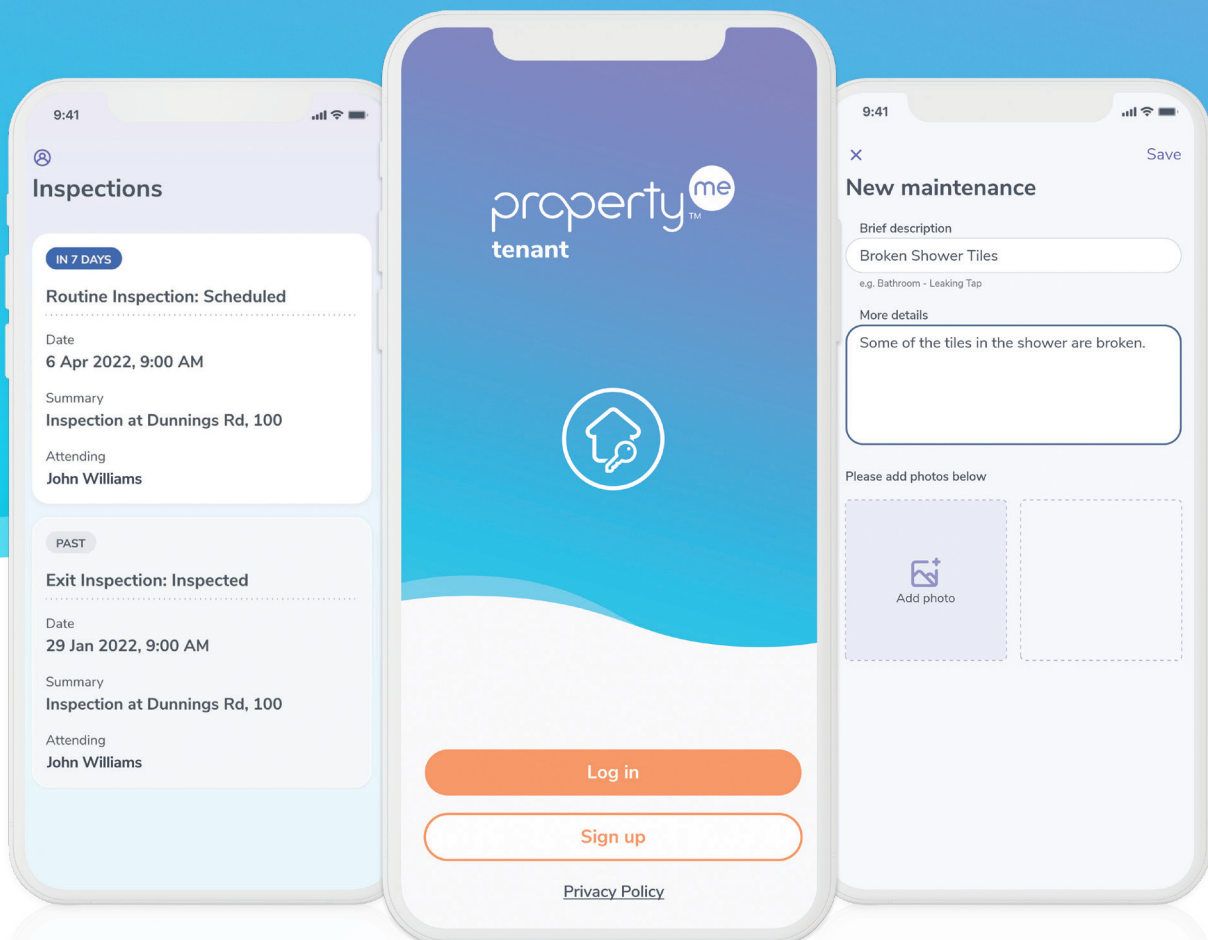 9:41
Inspections
IN 7 DAYS
Routine Inspection: Scheduled
Date
6 Apr 2022, 9:00 AM
Summary
Inspection at Dunnings Rd, 100
Attending
John Williams
PAST
Exit Inspection: Inspected
Date
29 Jan 2022, 9:00 AM
Summary
Inspection at Dunnings Rd, 100
Attending
John Williams
property me ™
tenant
Log in
Sign up
Privacy Policy
9:41
Save
New maintenance
Brief description
Broken Shower Tiles
e.g. Bathroom - Leaking Tap
More details
Some of the tiles in the shower are broken.
Please add photos below
Add photo